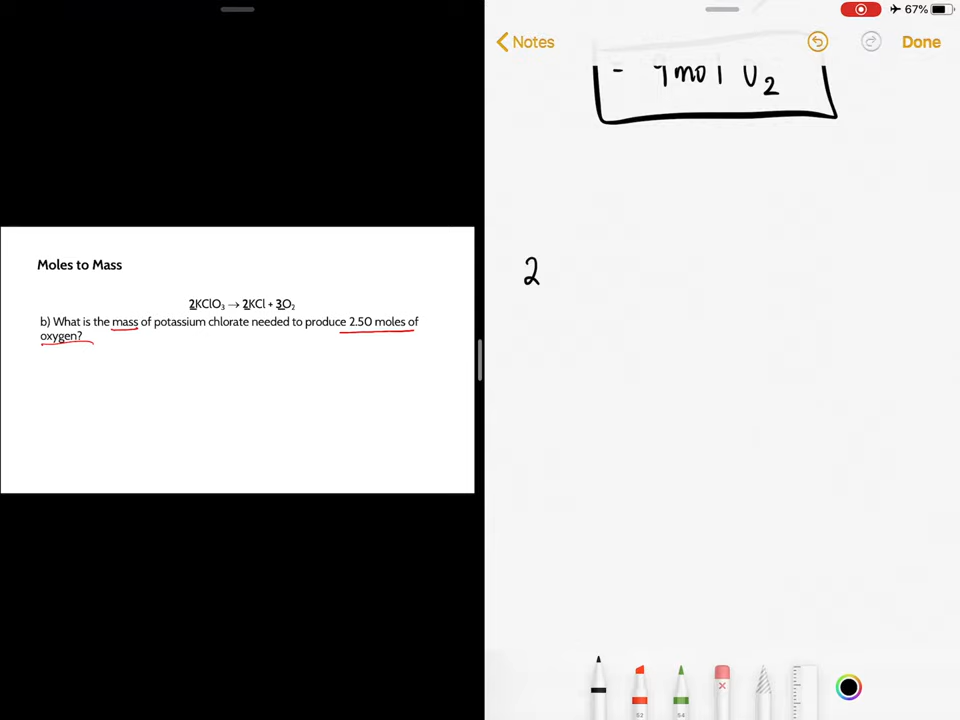 67%
Notes
Done
= 9 mol O2
Moles to Mass
2KClO₃ → 2KCl + 3O₂
b) What is the mass of potassium chlorate needed to produce 2.50 moles of
oxygen?
2